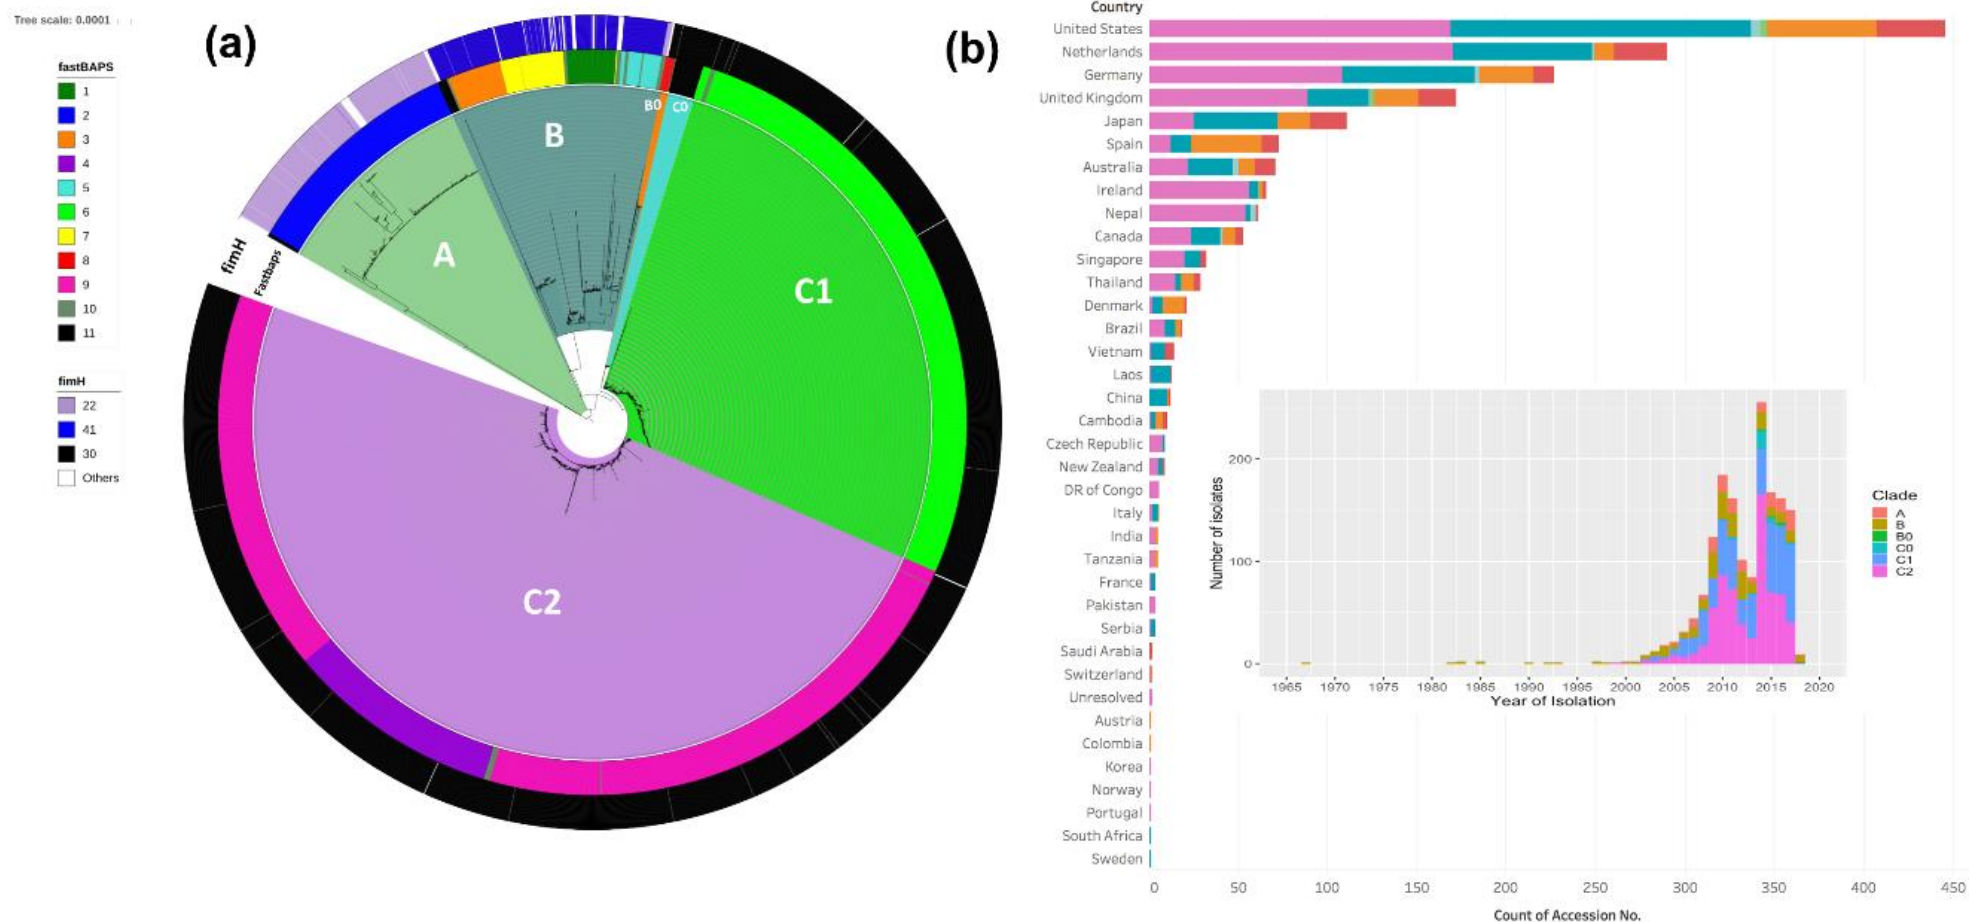 Tree scale: 0.0001
(a)
fastBAPS
1
2
3
4
5
6
7
8
9
10
11
fimH
22
41
30
Others
fimH
Fastbaps
A
B
B0
C0
C1
C2
(b)
Country
United States
Netherlands
Germany
United Kingdom
Japan
Spain
Australia
Ireland
Nepal
Canada
Singapore
Thailand
Denmark
Brazil
Vietnam
Laos
China
Cambodia
Czech Republic
New Zealand
DR of Congo
Italy
India
Tanzania
France
Pakistan
Serbia
Saudi Arabia
Switzerland
Unresolved
Austria
Colombia
Korea
Norway
Portugal
South Africa
Sweden
0 50 100 150 200 250 300 350 400 450
Count of Accession No.
Number of isolates
200
100
0
1965 1970 1975 1980 1985 1990 1995 2000 2005 2010 2015 2020
Year of Isolation
Clade
A
B
B0
C0
C1
C2